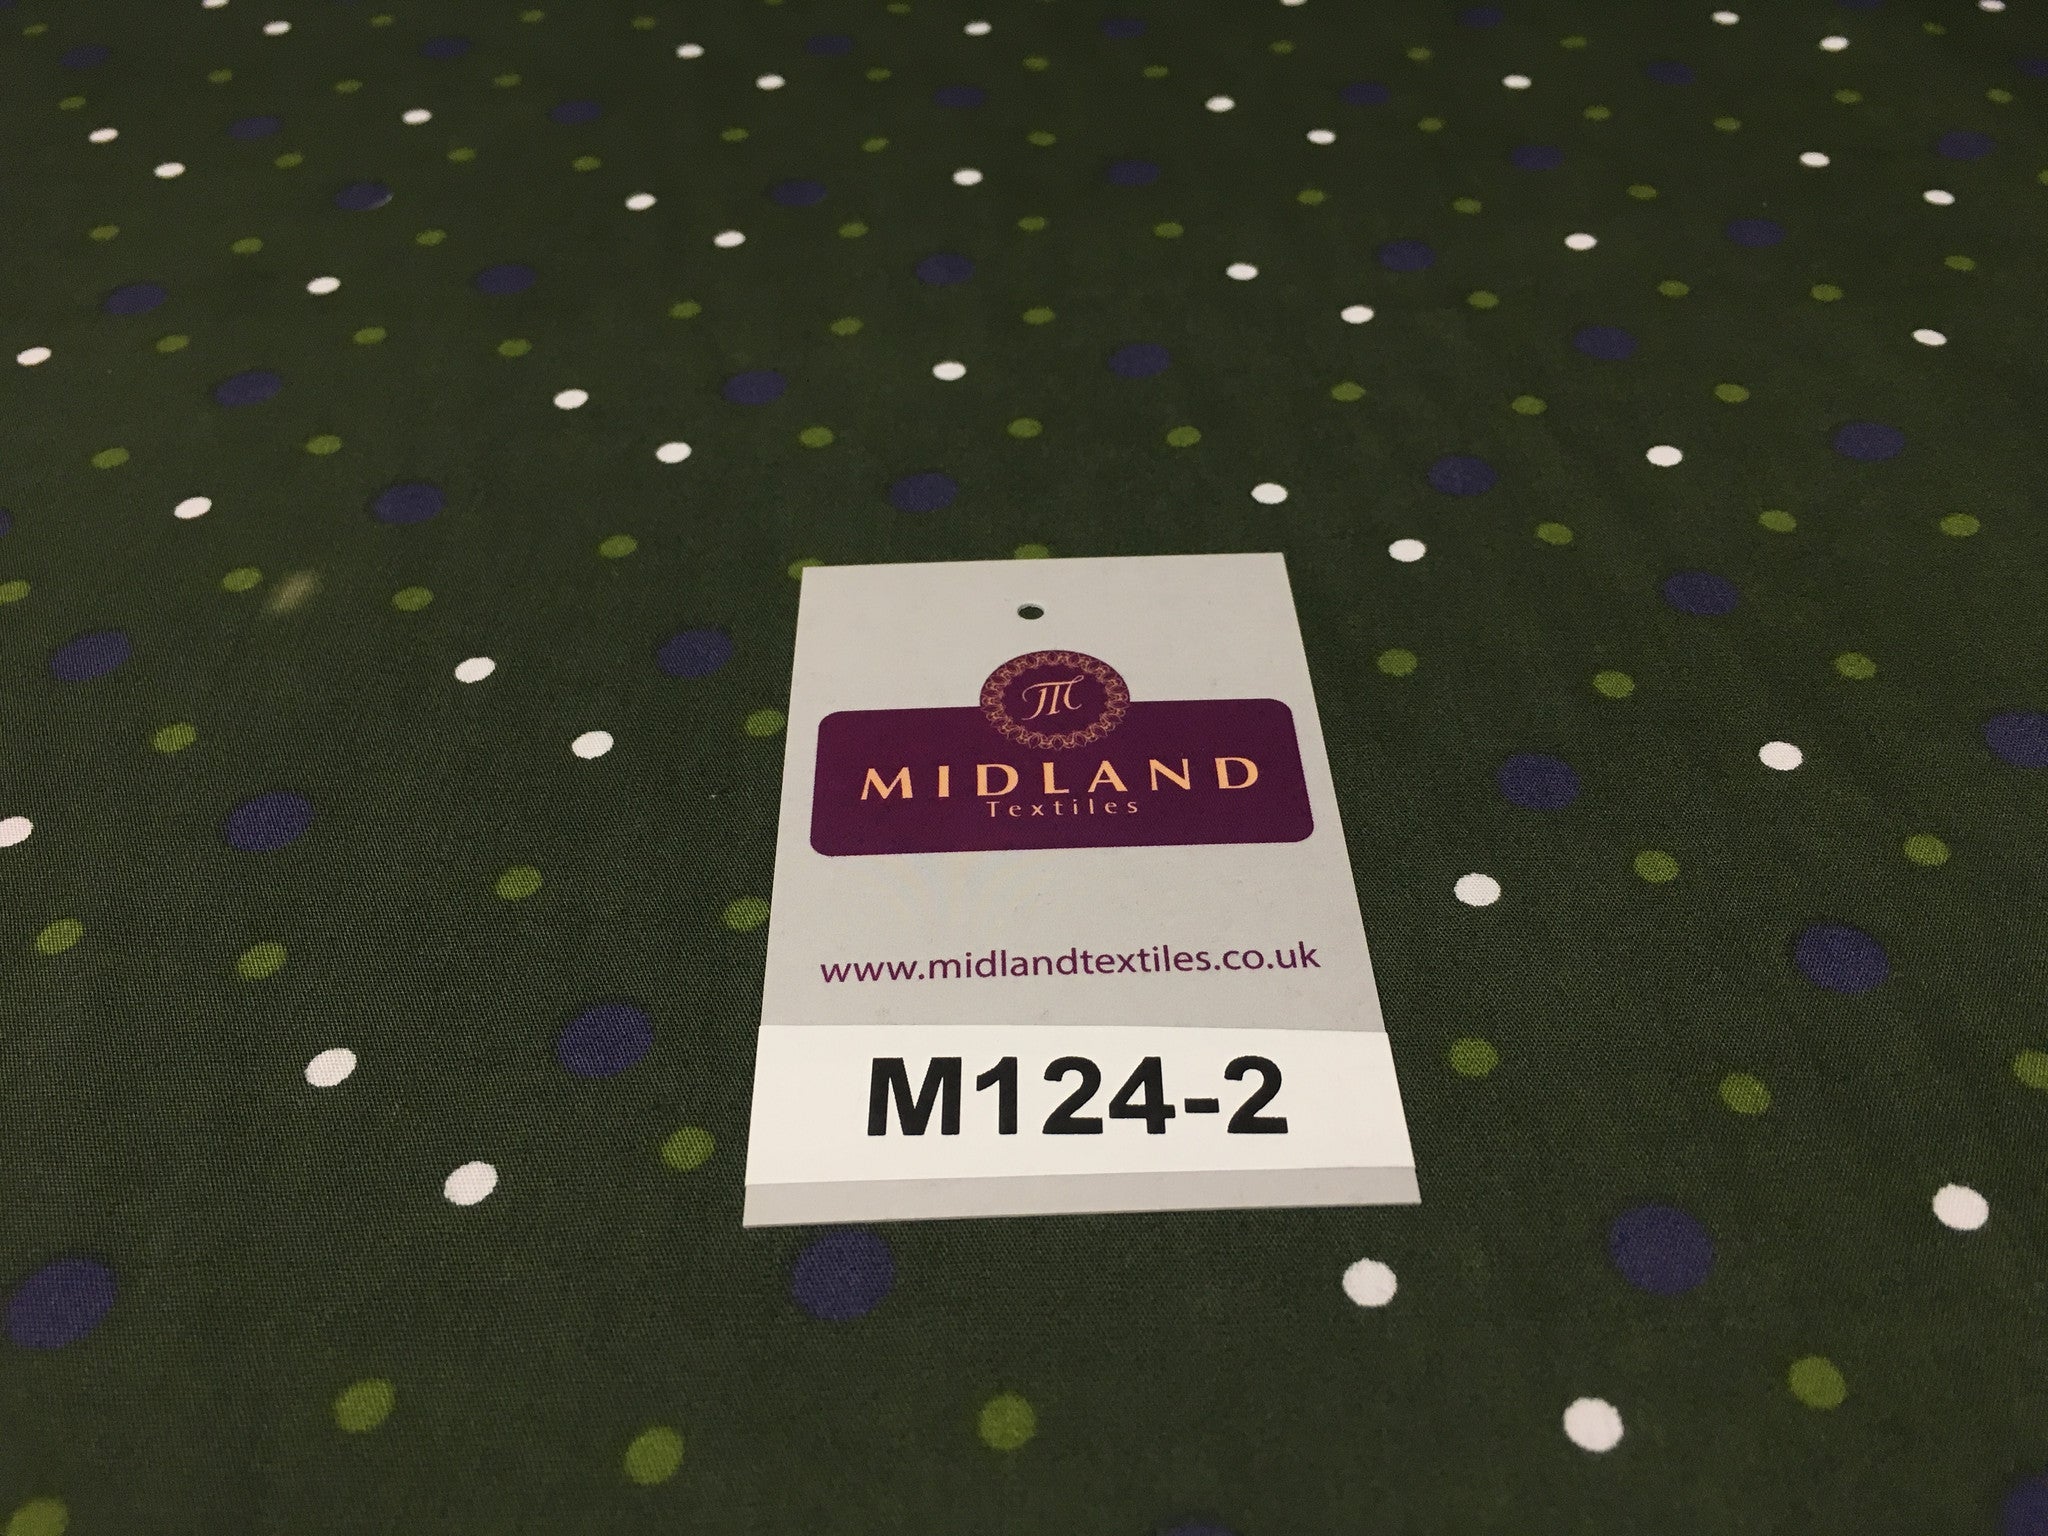 M
MIDLAND
Textiles
www.midlandtextiles.co.uk
M124-2